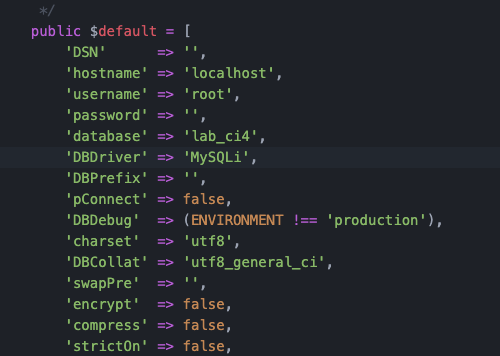 */
public $default = [
'DSN'      => '',
'hostname' => 'localhost',
'username' => 'root',
'password' => '',
'database' => 'lab_ci4',
'DBDriver' => 'MySQLi',
'DBPrefix' => '',
'pConnect' => false,
'DBDebug'  => (ENVIRONMENT !== 'production'),
'charset'  => 'utf8',
'DBCollat' => 'utf8_general_ci',
'swapPre'  => '',
'encrypt'  => false,
'compress' => false,
'strictOn' => false,